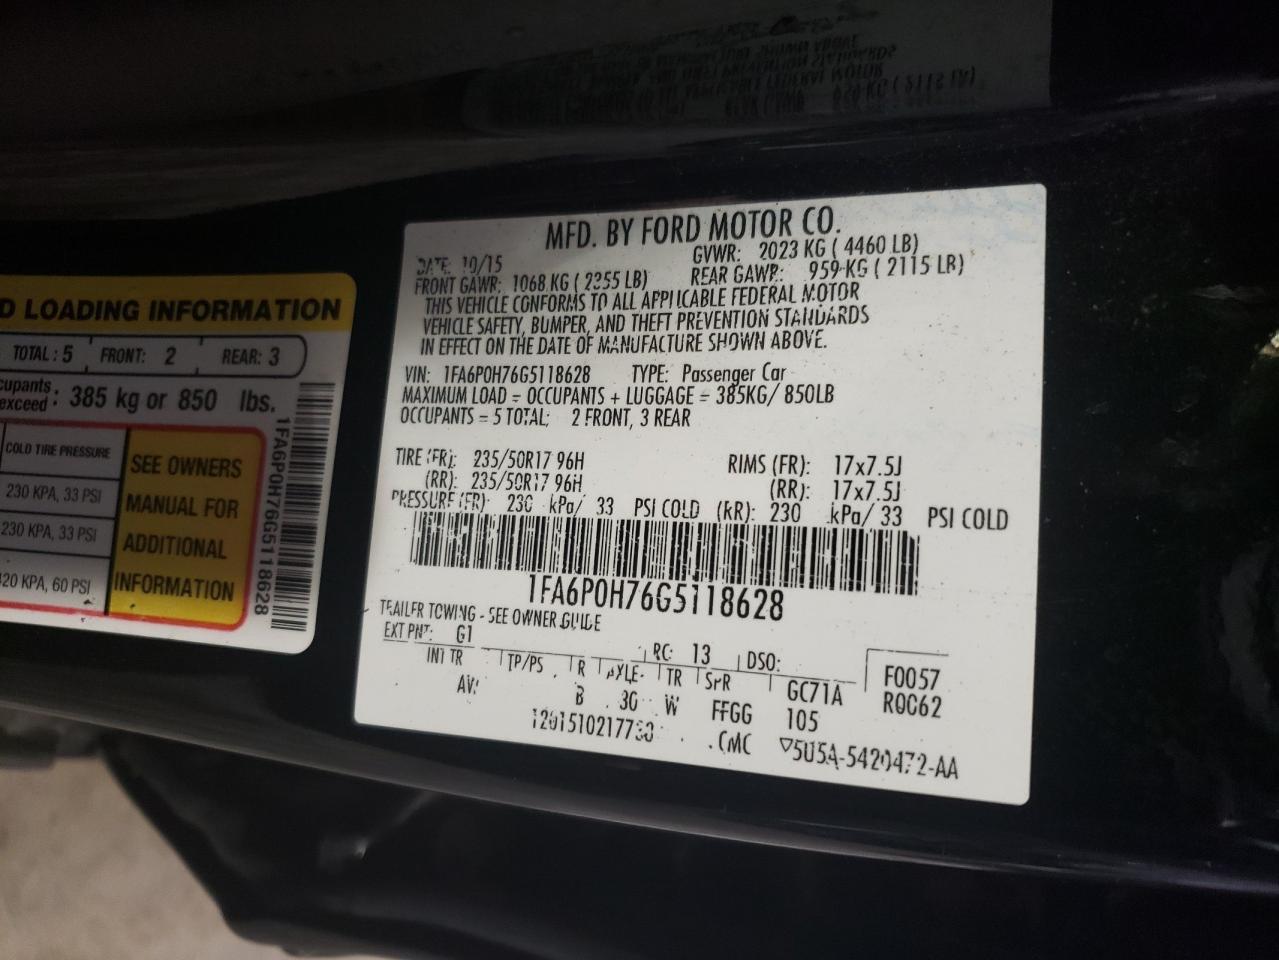 MFD. BY FORD MOTOR CO.
DATE: 10/15
GVWR: 2023 KG ( 4460 LB)
FRONT GAWR: 1068 KG ( 2355 LB)
REAR GAWR: 959 KG ( 2115 LB)
THIS VEHICLE CONFORMS TO ALL APPLICABLE FEDERAL MOTOR
VEHICLE SAFETY, BUMPER, AND THEFT PREVENTION STANDARDS
IN EFFECT ON THE DATE OF MANUFACTURE SHOWN ABOVE.
VIN: 1FA6P0H76G5118628 TYPE: Passenger Car
MAXIMUM LOAD = OCCUPANTS + LUGGAGE = 385KG/ 850LB
OCCUPANTS = 5 TOTAL; 2 FRONT, 3 REAR
TIRE (FR): 235/50R17 96H RIMS (FR): 17x7.5J
(RR): 235/50R17 96H (RR): 17x7.5J
PRESSURE (FR): 230 kPa/ 33 PSI COLD (RR): 230 kPa/ 33 PSI COLD
1FA6P0H76G5118628
TRAILER TOWING - SEE OWNER GUIDE
EXT PNT: G1 RC: 13 DSO:
INT TR TP/PS R AXLE TR SPR GC71A F0057
B W FFGG 105 R0C62
5U5A-5420472-AA
D LOADING INFORMATION
TOTAL : 5 FRONT: 2 REAR: 3
cupants
exceed : 385 kg or 850 lbs.
COLD TIRE PRESSURE
230 KPA, 33 PSI
230 KPA, 33 PSI
420 KPA, 60 PSI
SEE OWNERS
MANUAL FOR
ADDITIONAL
INFORMATION
1FA6P0H76G5118628